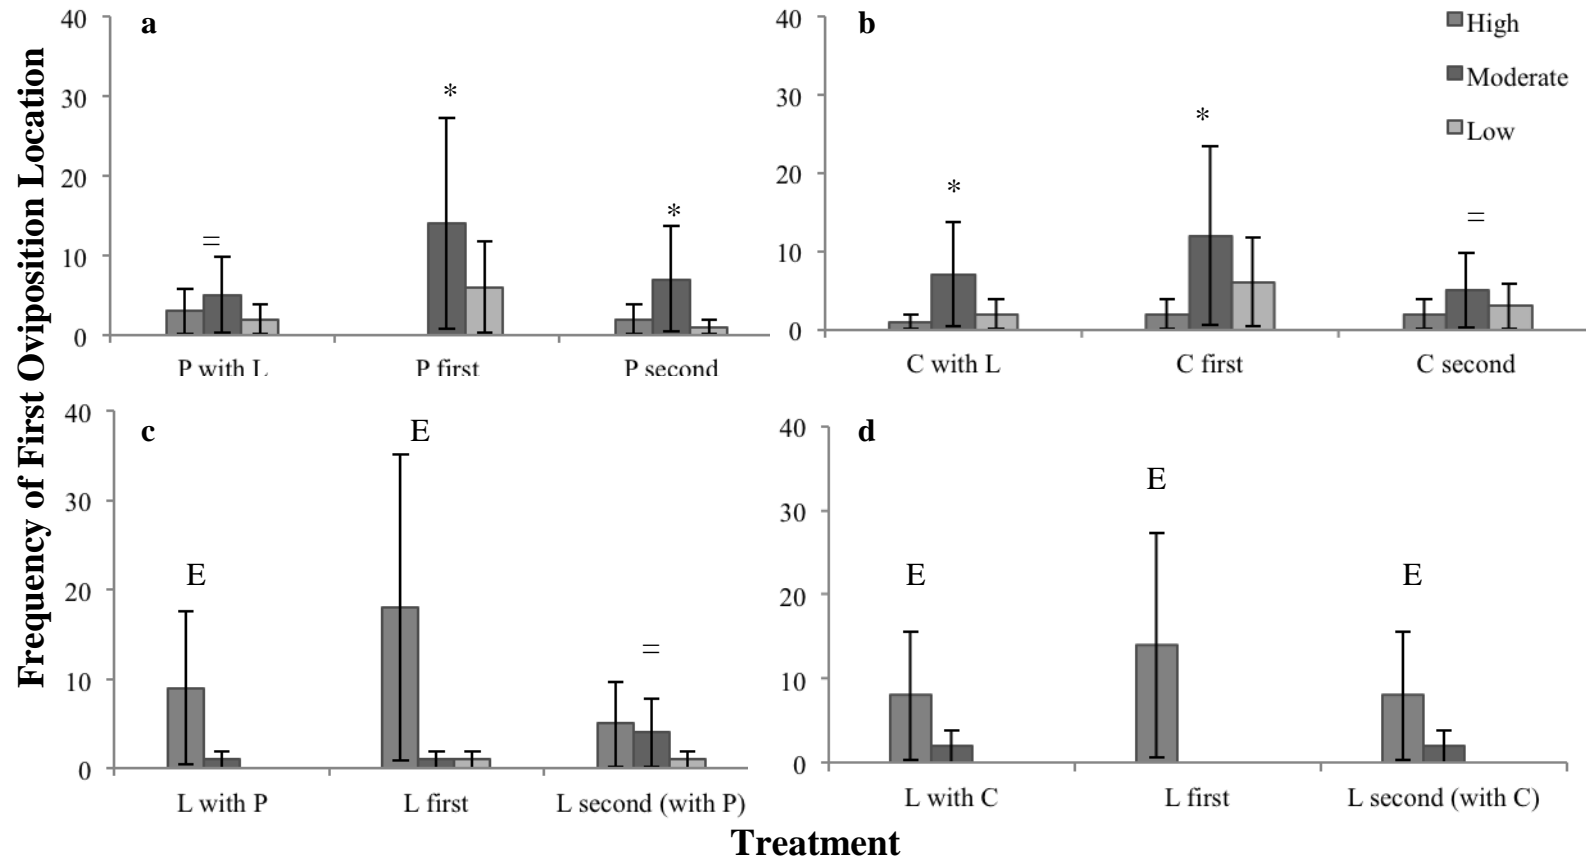 Frequency of First Oviposition Location
a
40
30
20
10
0
=
*
*
P with L
P first
P second
b
40
30
20
10
0
*
*
=
C with L
C first
C second
High
Moderate
Low
c
40
30
20
10
0
E
E
=
L with P
L first
L second (with P)
d
40
30
20
10
0
E
E
E
L with C
L first
L second (with C)
Treatment